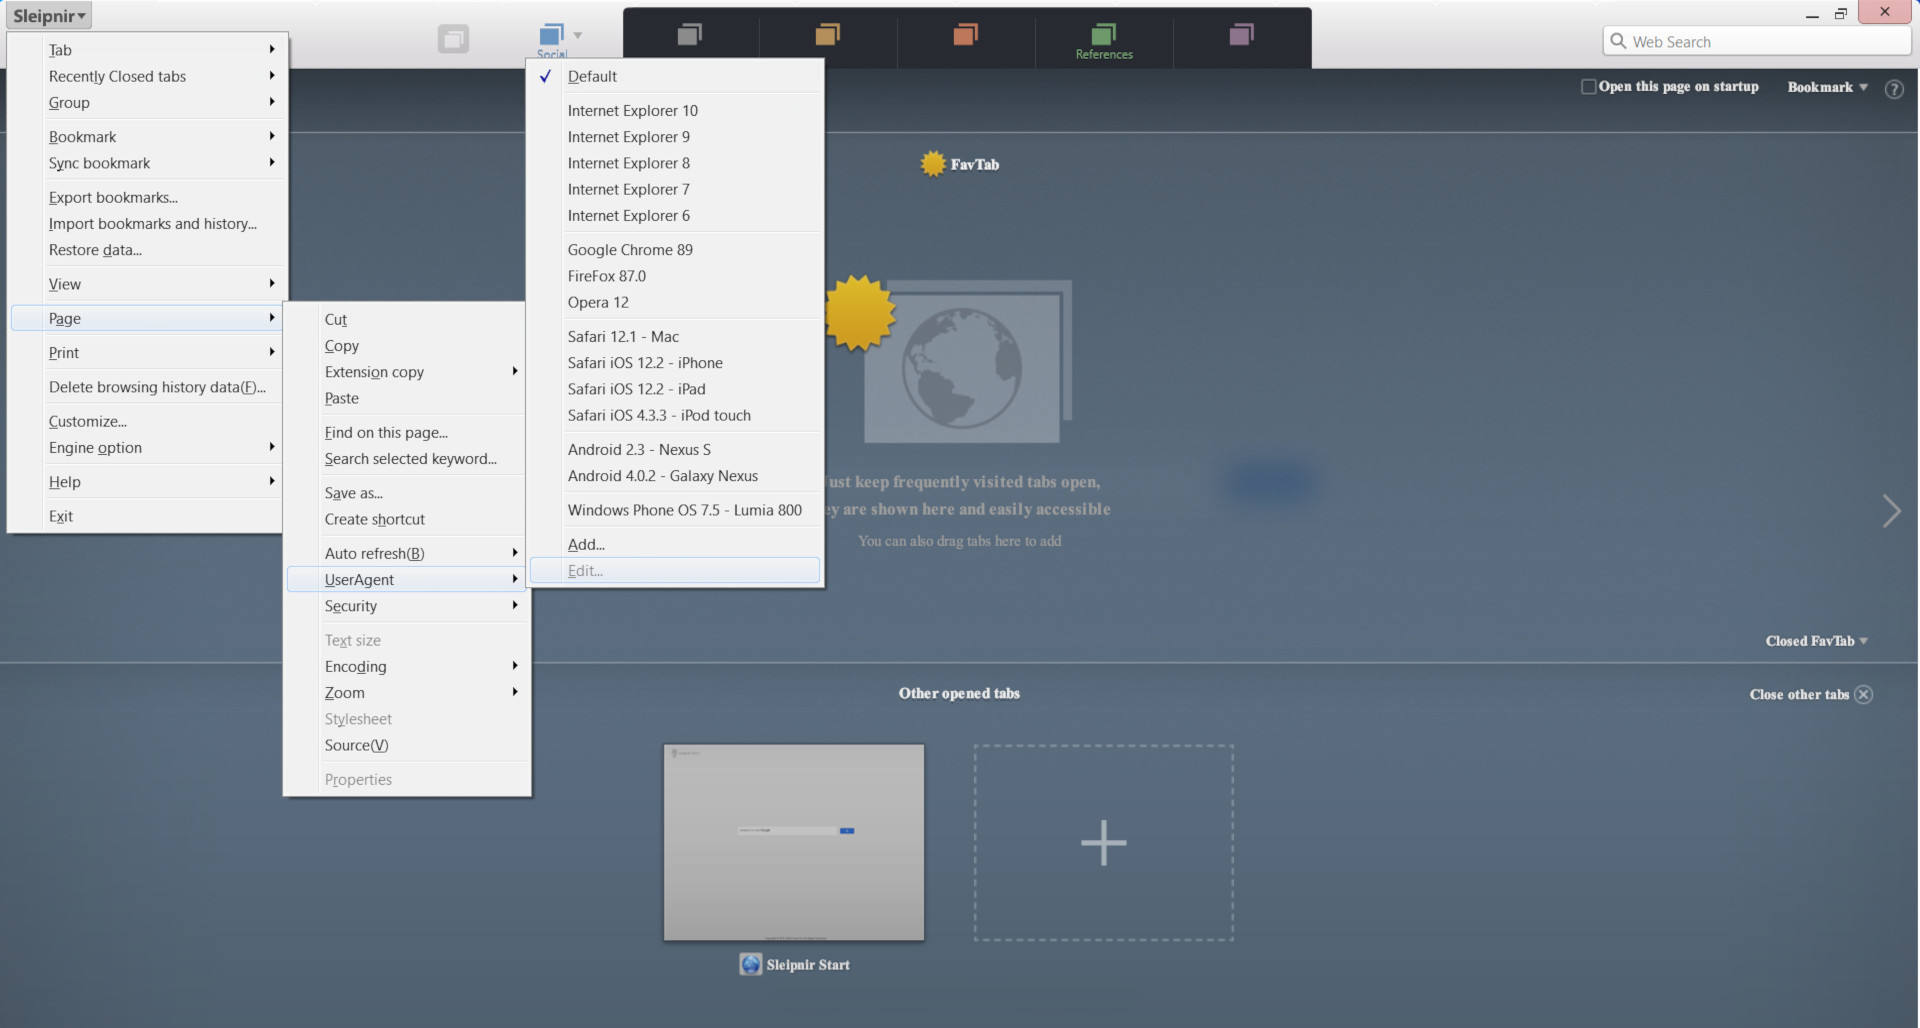 Sleipnir
Social
References
Web Search
Tab
Recently Closed tabs
Group
Bookmark
Sync bookmark
Export bookmarks...
Import bookmarks and history...
Restore data...
View
Page
Print
Delete browsing history data(F)...
Customize...
Engine option
Help
Exit
Cut
Copy
Extension copy
Paste
Find on this page...
Search selected keyword...
Save as...
Create shortcut
Auto refresh(B)
UserAgent
Security
Text size
Encoding
Zoom
Stylesheet
Source(V)
Properties
Default
Internet Explorer 10
Internet Explorer 9
Internet Explorer 8
Internet Explorer 7
Internet Explorer 6
Google Chrome 89
FireFox 87.0
Opera 12
Safari 12.1 - Mac
Safari iOS 12.2 - iPhone
Safari iOS 12.2 - iPad
Safari iOS 4.3.3 - iPod touch
Android 2.3 - Nexus S
Android 4.0.2 - Galaxy Nexus
Windows Phone OS 7.5 - Lumia 800
Add...
Edit...
Open this page on startup
Bookmark
?
FavTab
ust keep frequently visited tabs open,
ey are shown here and easily accessible
You can also drag tabs here to add
Closed FavTab
Other opened tabs
Close other tabs
Sleipnir Start